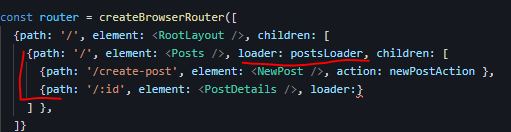 const router = createBrowserRouter([
{path: '/', element: <RootLayout />, children: [
{path: '/', element: <Posts />, loader: postsLoader, children: [
{path: '/create-post', element: <NewPost />, action: newPostAction },
{path: '/:id', element: <PostDetails />, loader:}
] },
]}